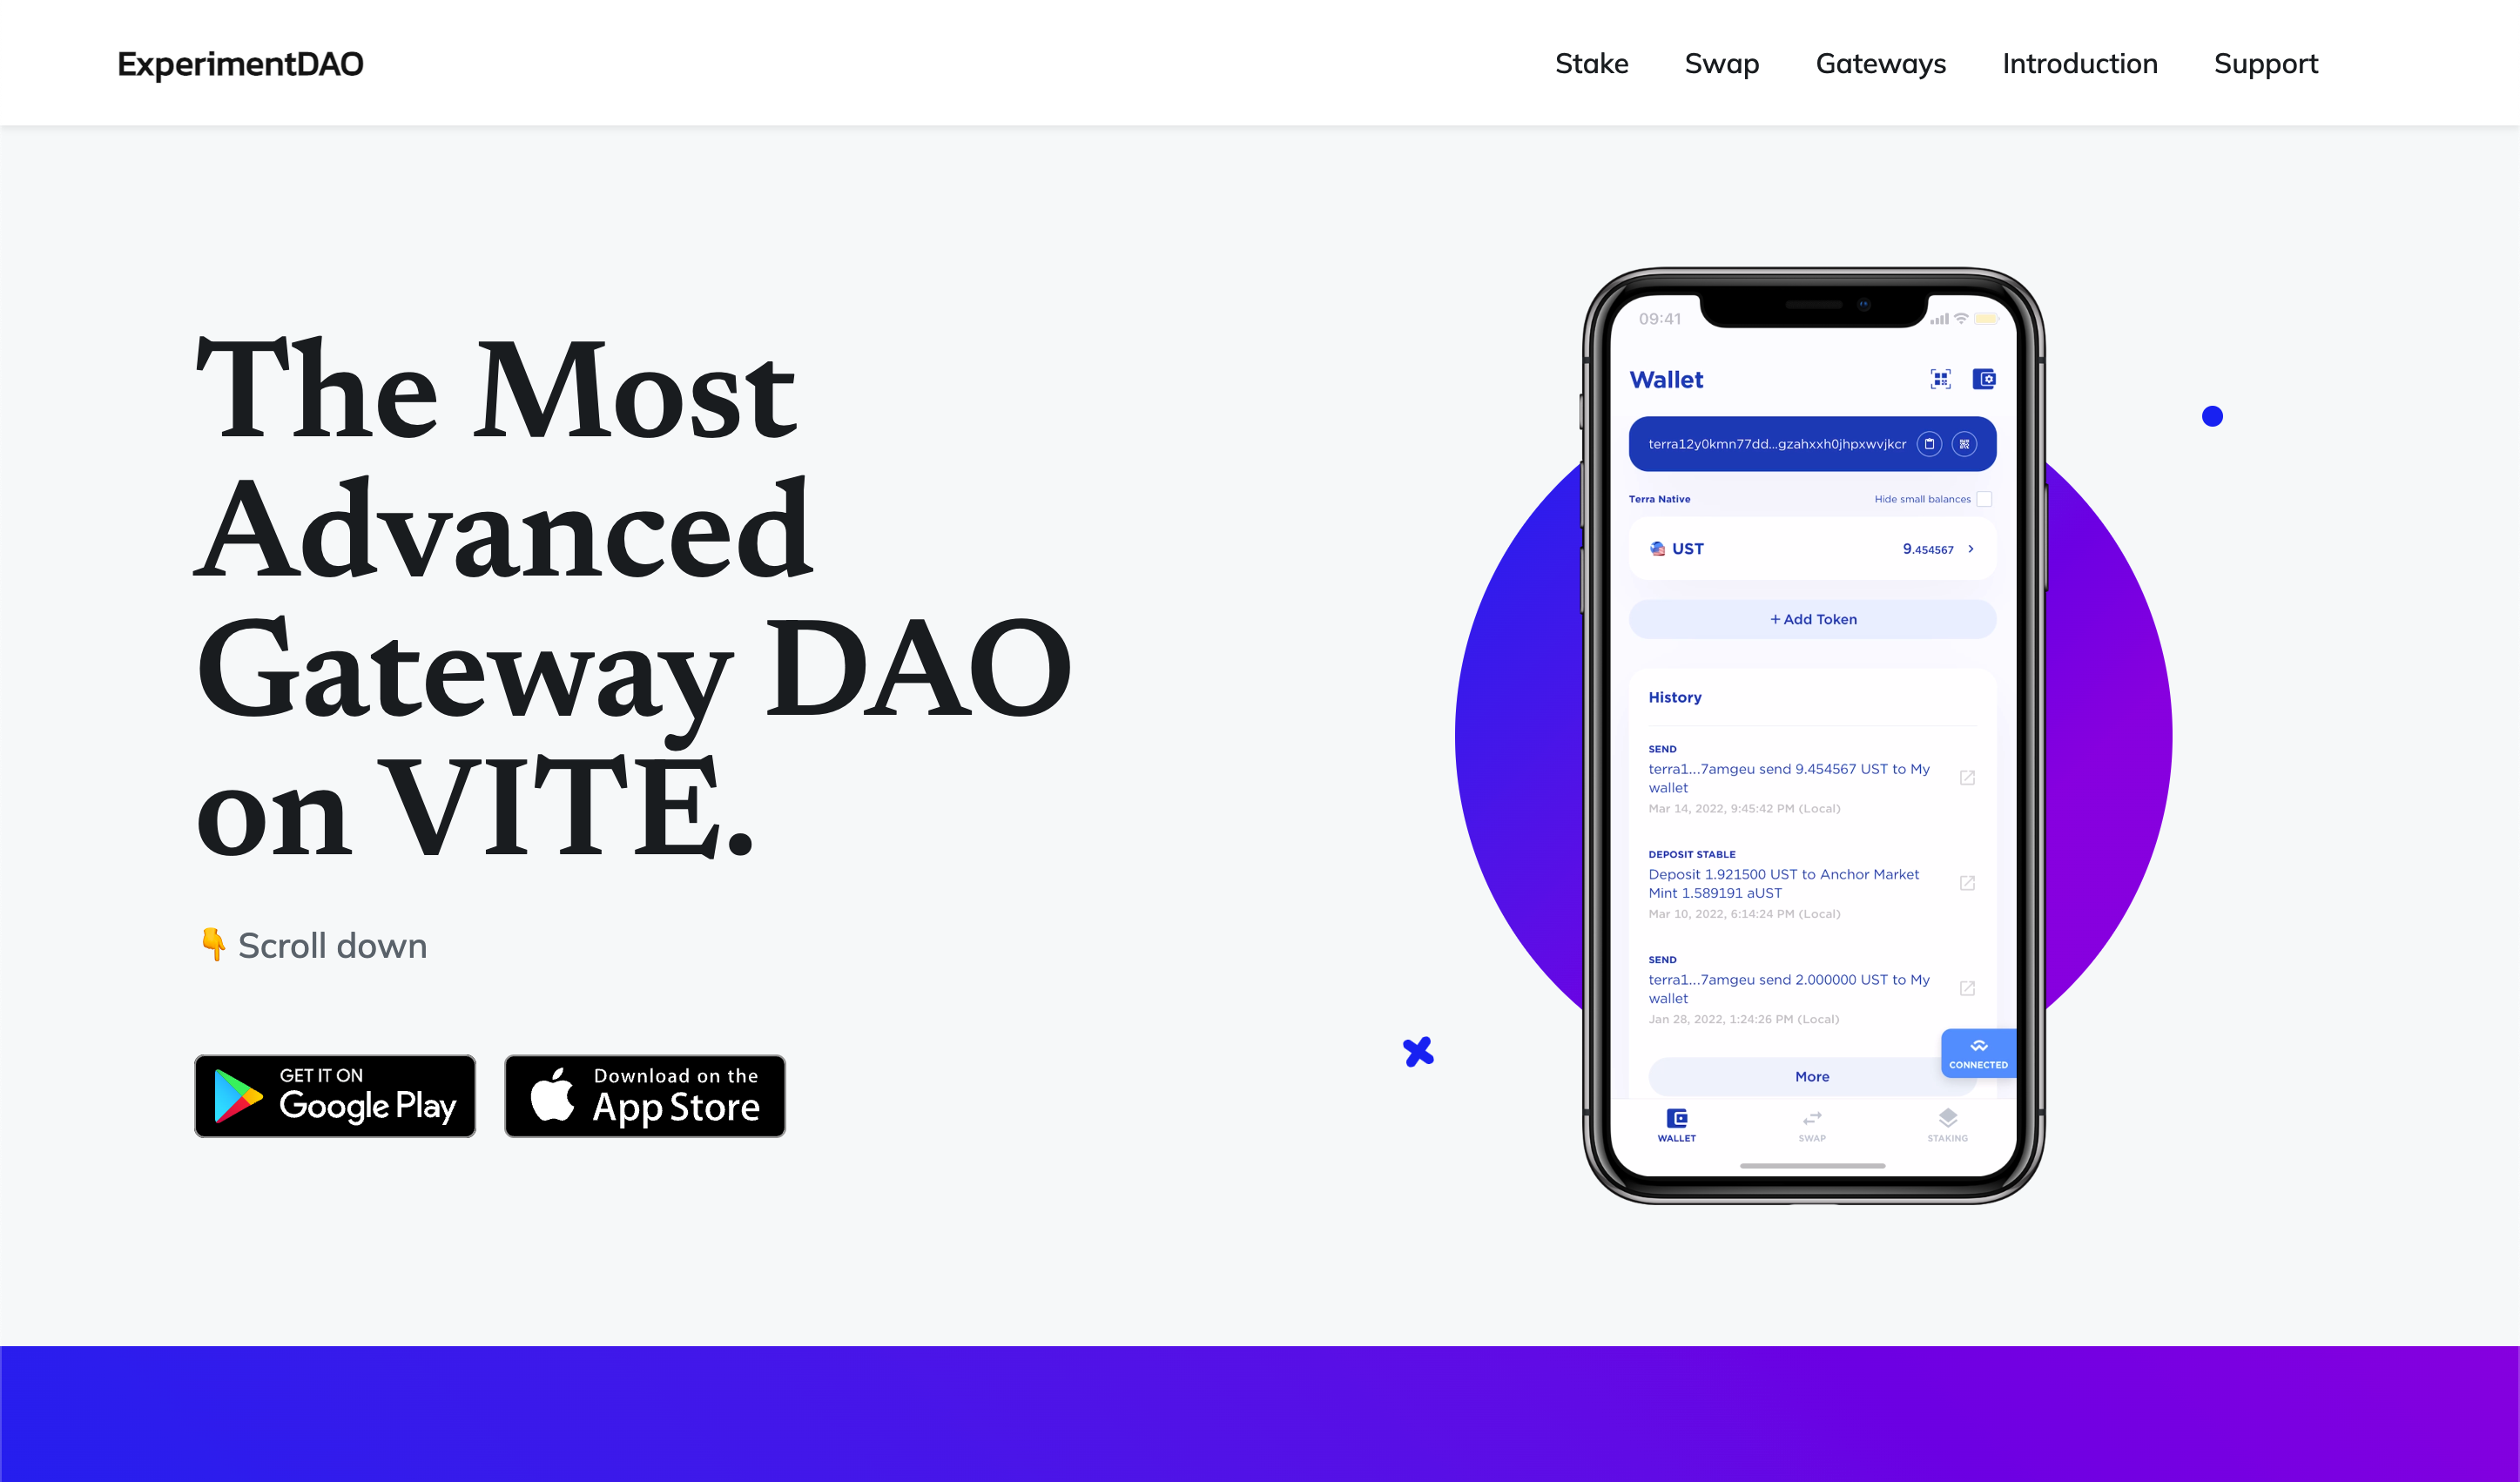 ExperimentDAO
Stake Swap Gateways Introduction Support
The Most
Advanced
Gateway DAO
on VITE.
👇 Scroll down
GET IT ON
Google Play
Download on the
App Store
09:41
Wallet
terra12y0kmn77dd...gzahxxh0jhpxwvjkcr
Terra Native Hide small balances
UST 9.454567
+ Add Token
History
SEND
terra1...7amgeu send 9.454567 UST to My
wallet
Mar 14, 2022, 9:45:42 PM (Local)
DEPOSIT STABLE
Deposit 1.921500 UST to Anchor Market
Mint 1.589191 aUST
Mar 10, 2022, 6:14:24 PM (Local)
SEND
terra1...7amgeu send 2.000000 UST to My
wallet
Jan 28, 2022, 1:24:26 PM (Local)
CONNECTED
More
WALLET SWAP STAKING